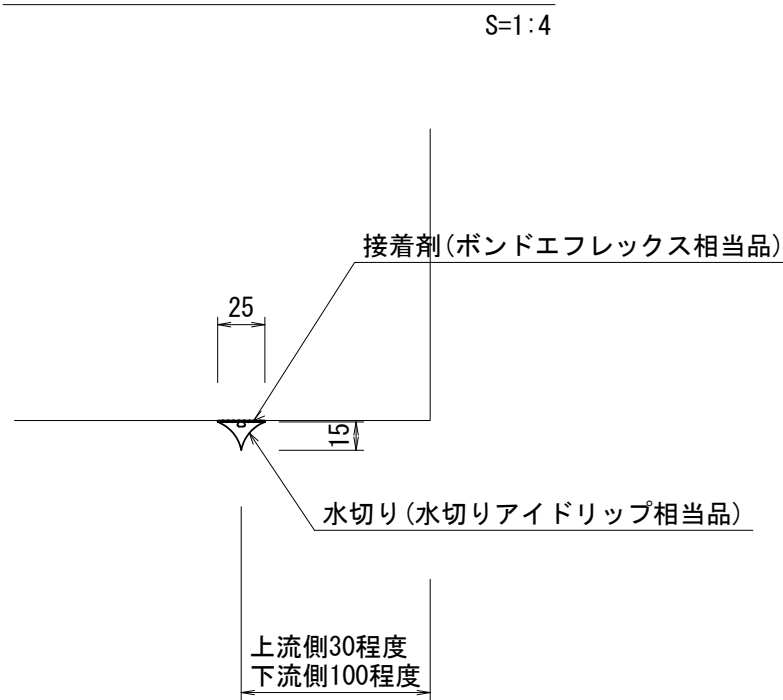 S=1:4
接着剤(ボンドエフレックス相当品)
25
15
水切り(水切りアイドリップ相当品)
上流側30程度
下流側100程度